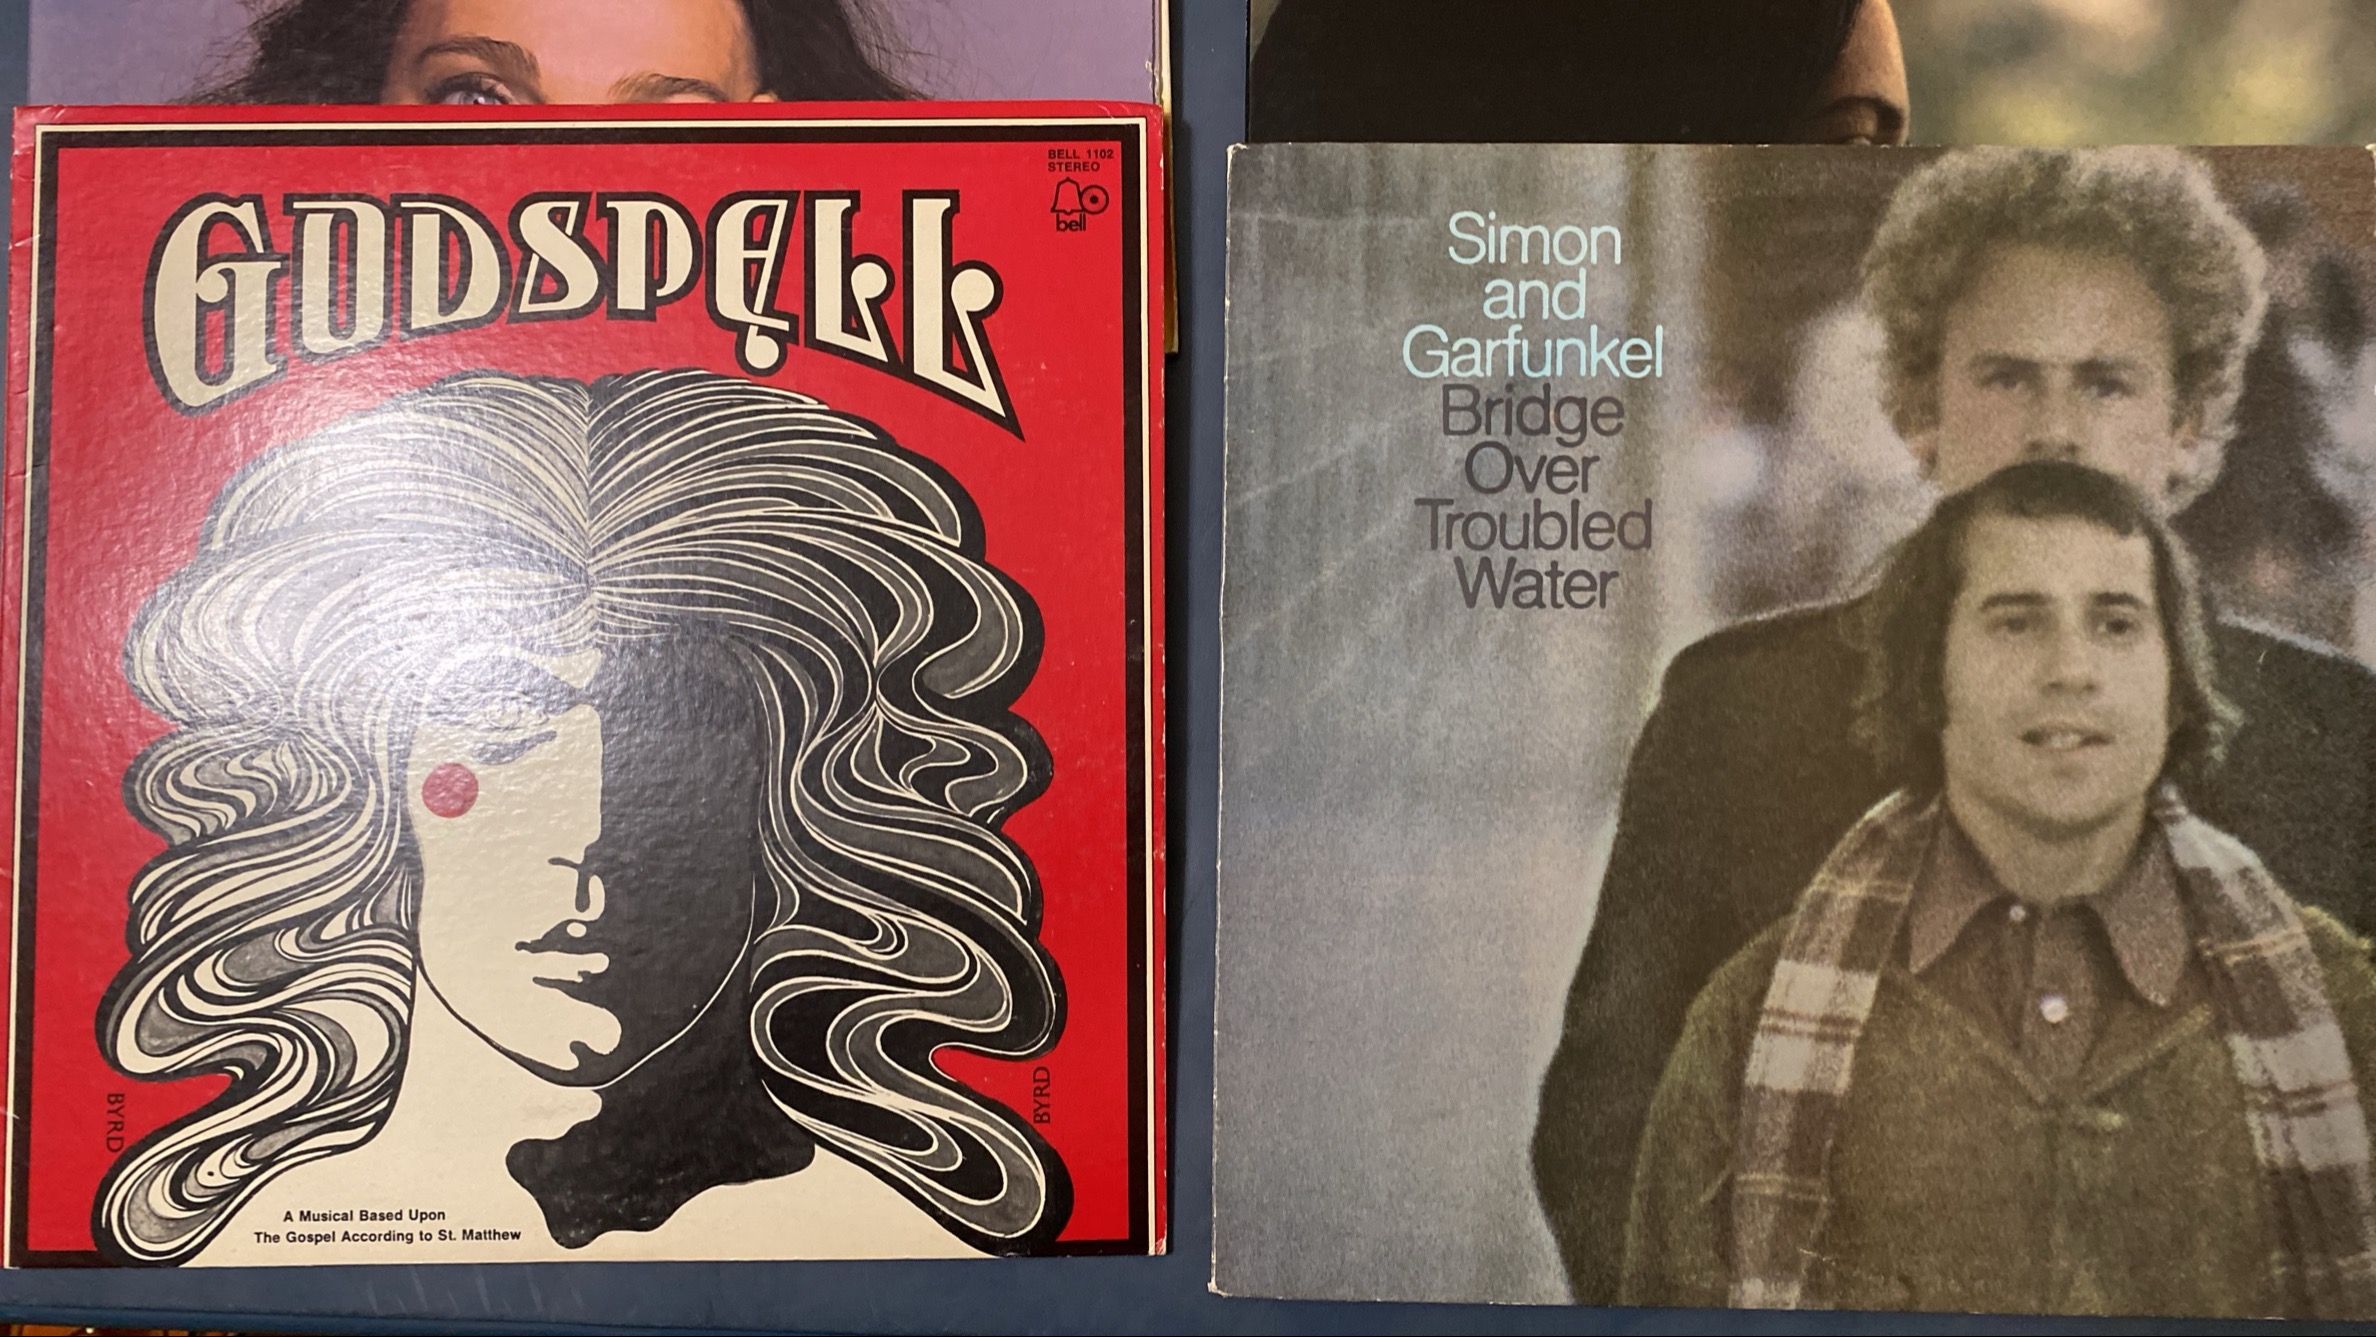 BELL 1102
STEREO
bell
GODSPELL
BYRD
BYRD
A Musical Based Upon
The Gospel According to St. Matthew
Simon
and
Garfunkel
Bridge
Over
Troubled
Water